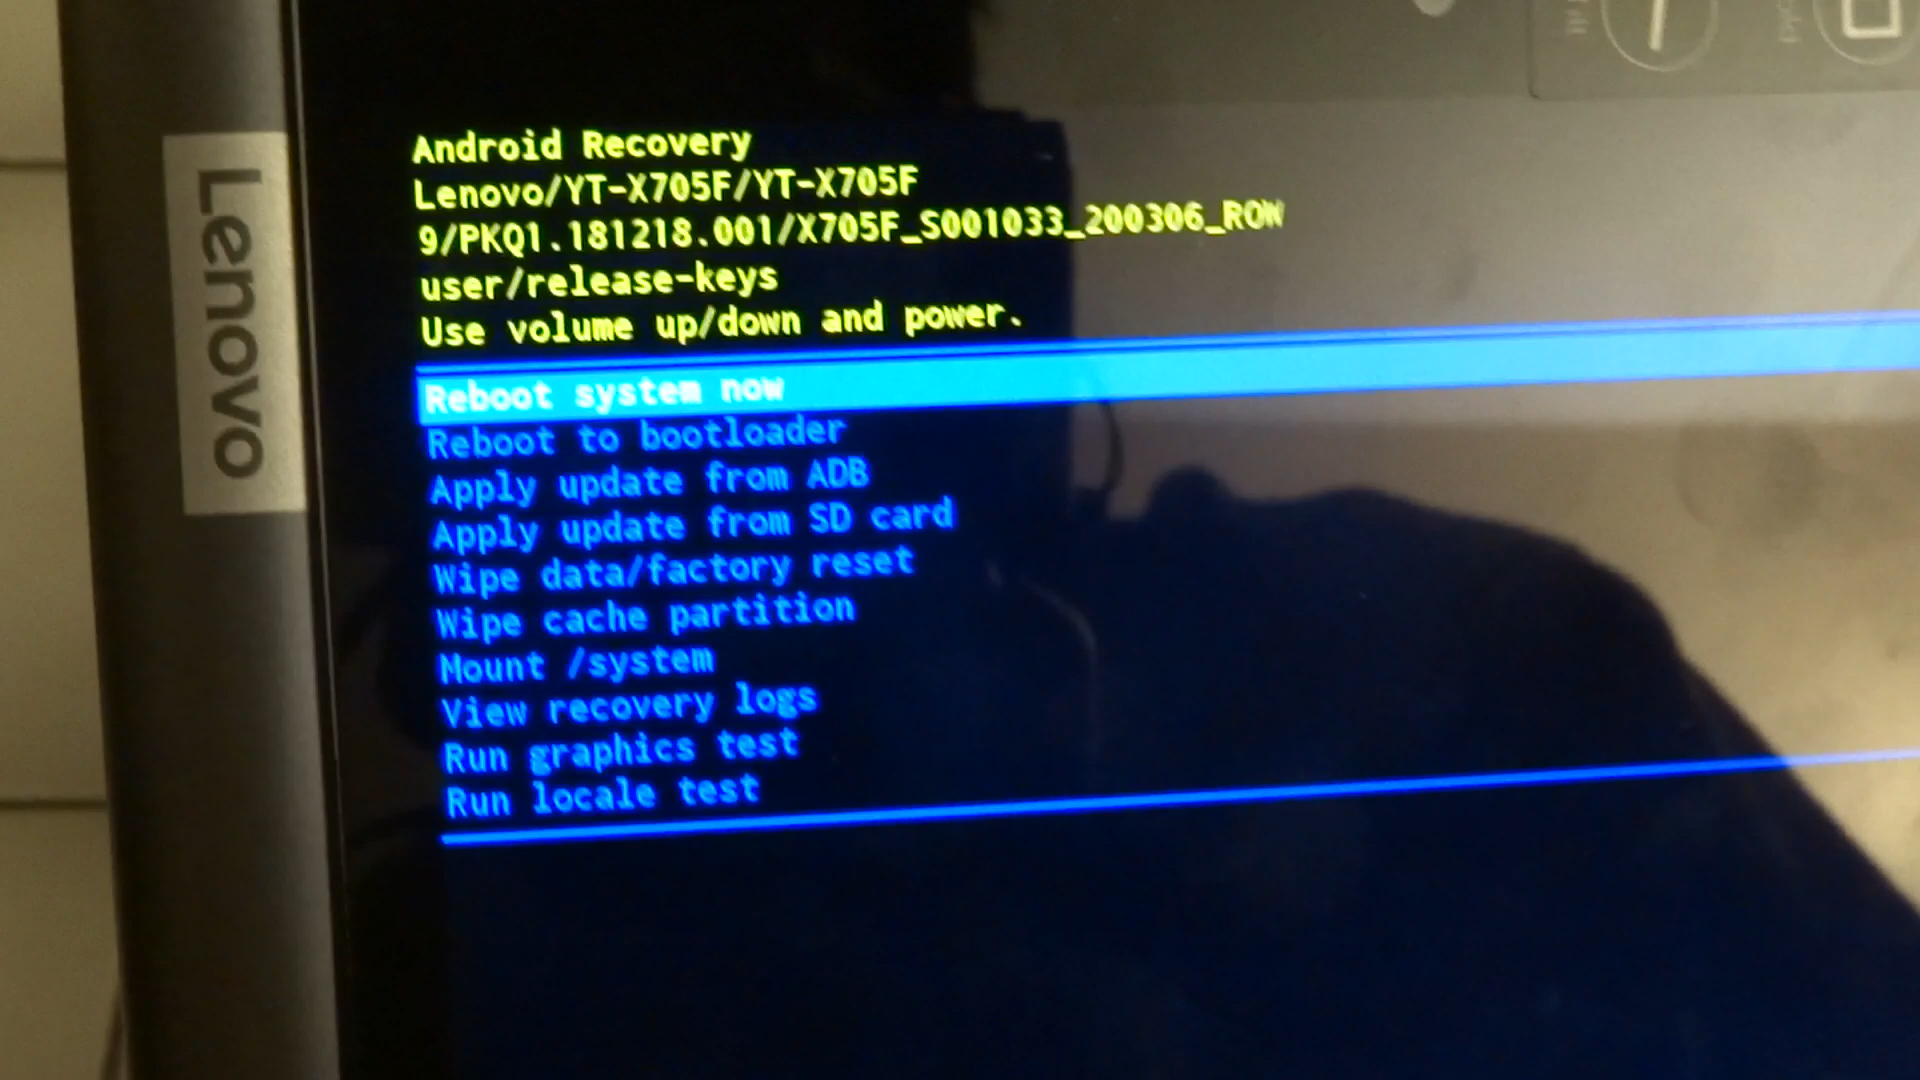 Lenovo
Android Recovery
Lenovo/YT-X705F/YT-X705F
9/PKQ1.181218.001/X705F_S001033_200306_ROW
user/release-keys
Use volume up/down and power.
Reboot system now
Reboot to bootloader
Apply update from ADB
Apply update from SD card
Wipe data/factory reset
Wipe cache partition
Mount /system
View recovery logs
Run graphics test
Run locale test